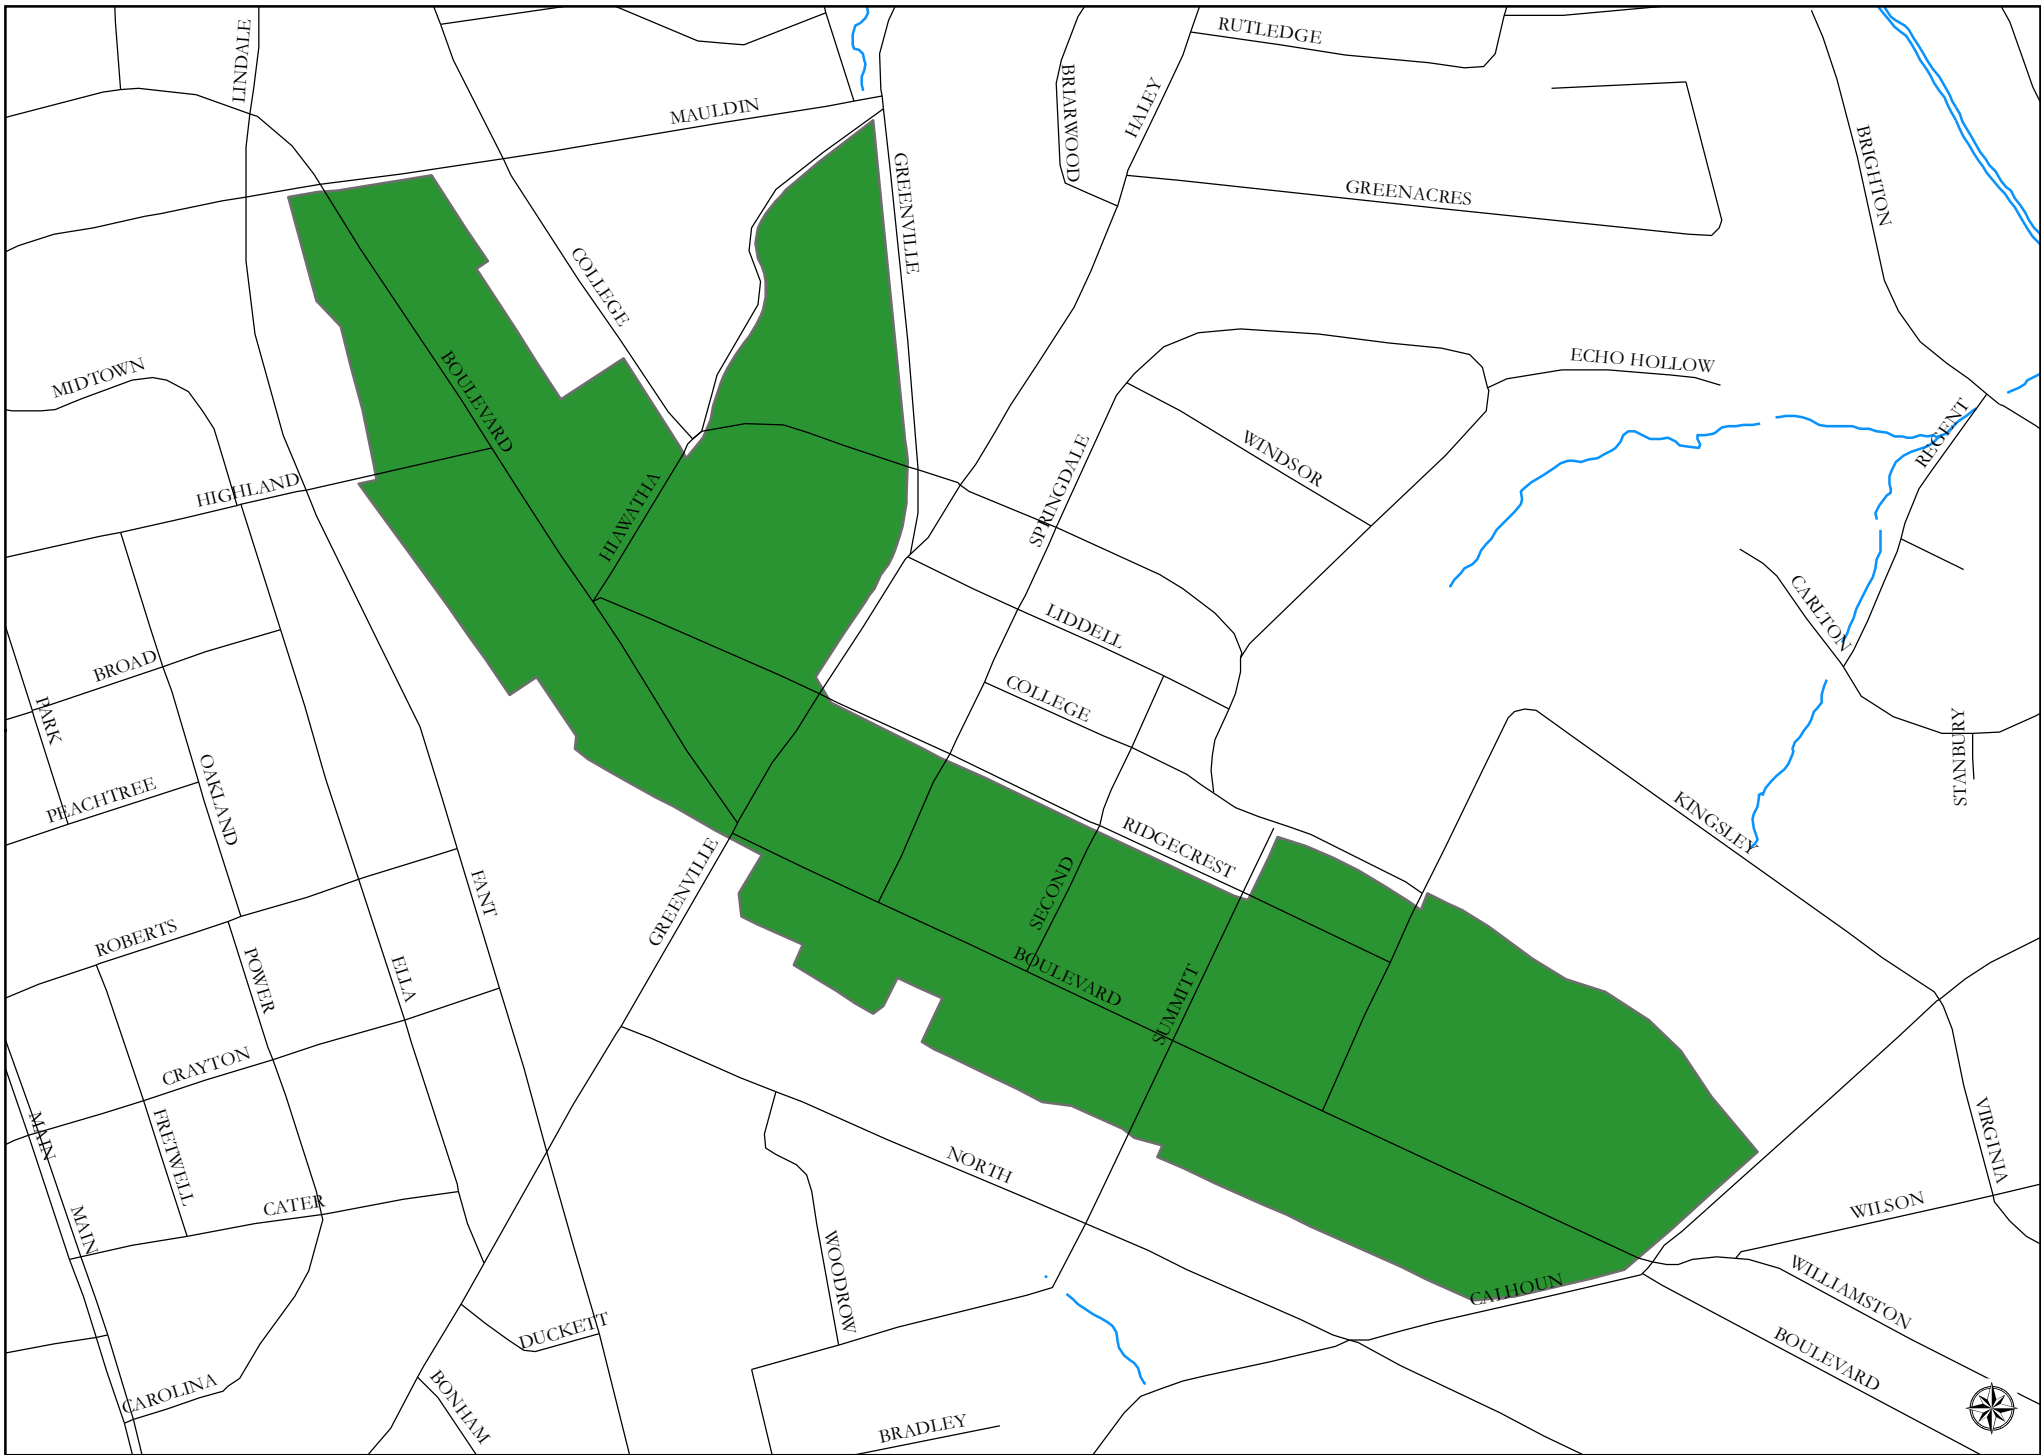 LINDALE
RUTLEDGE
MAULDIN
BRIARWOOD
HALEY
BRIGHTON
GREENVILLE
GREENACRES
COLLEGE
MIDTOWN
BOULEVARD
ECHO HOLLOW
REGENT
WINDSOR
SPRINGDALE
HIGHLAND
HIAWATHA
LIDDELL
CARLTON
BROAD
PARK
COLLEGE
STANBURY
OAKLAND
PEACHTREE
KINGSLEY
RIDGECREST
GREENVILLE
SECOND
FANT
ROBERTS
POWER
ELLA
BOULEVARD
SUMMITT
CRAYTON
MAIN
FRETWELL
NORTH
VIRGINIA
CATER
MAIN
WILSON
WOODROW
WILLIAMSTON
CALHOUN
DUCKETT
BOULEVARD
CAROLINA
BONHAM
BRADLEY